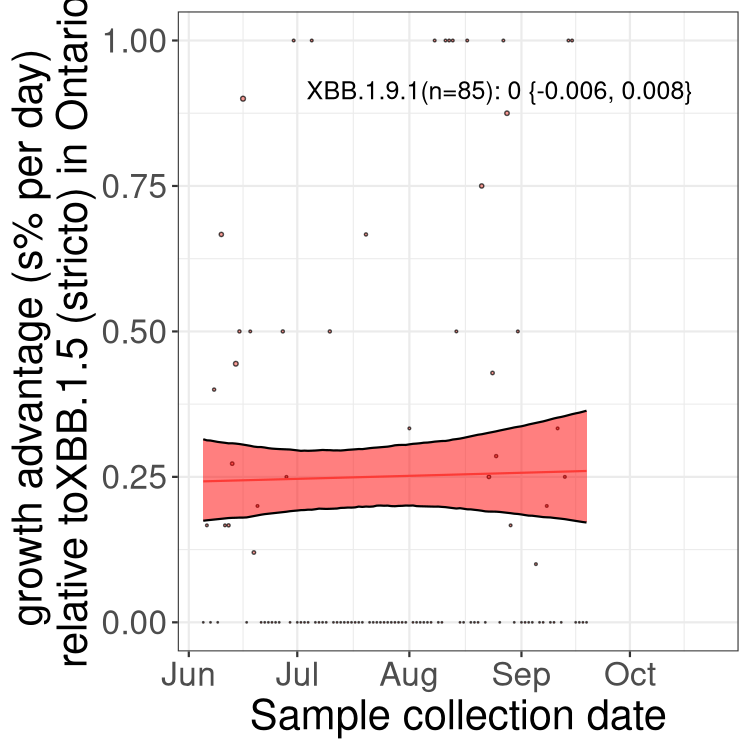 growth advantage (s% per day)
relative toXBB.1.5 (stricto) in Ontario
1.00
0.75
0.50
0.25
0.00
XBB.1.9.1(n=85): 0 {-0.006, 0.008}
Jun Jul Aug Sep Oct
Sample collection date